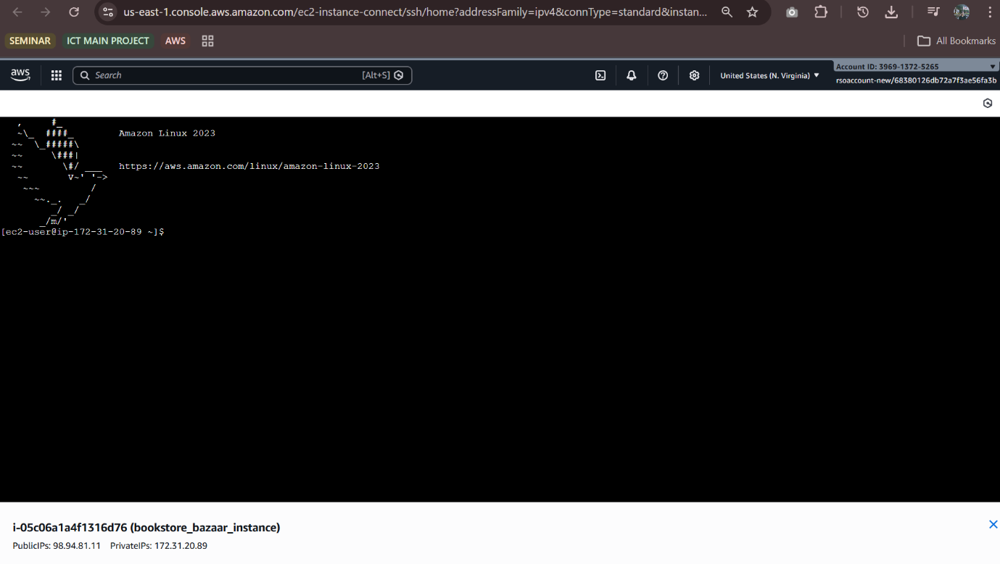 us-east-1.console.aws.amazon.com/ec2-instance-connect/ssh/home?addressFamily=ipv4&connType=standard&instan...
SEMINAR ICT MAIN PROJECT AWS All Bookmarks
aws Search [Alt+S] United States (N. Virginia) ▼ Account ID: 3969-1372-5265 ▼
rsoaccount-new/68380126db72a7f3ae56fa3b
   ,     #_
   ~\_  ####_        Amazon Linux 2023
  ~~  \_#####\
  ~~     \###|
  ~~       \#/ ___   https://aws.amazon.com/linux/amazon-linux-2023
   ~~       V~' '->
    ~~~         /
      ~~._.   _/
         _/ _/
       _/m/'
[ec2-user@ip-172-31-20-89 ~]$
i-05c06a1a4f1316d76 (bookstore_bazaar_instance)
PublicIPs: 98.94.81.11 PrivateIPs: 172.31.20.89